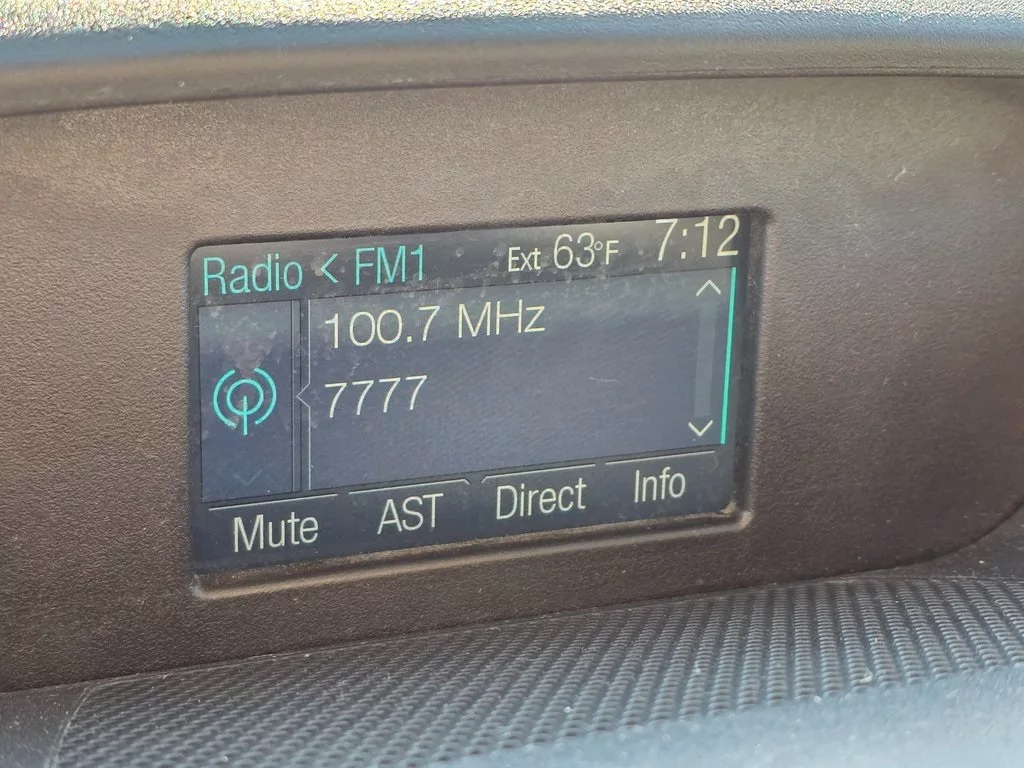 Radio < FM1 Ext 63°F 7:12
100.7 MHz
7777
Mute AST Direct Info